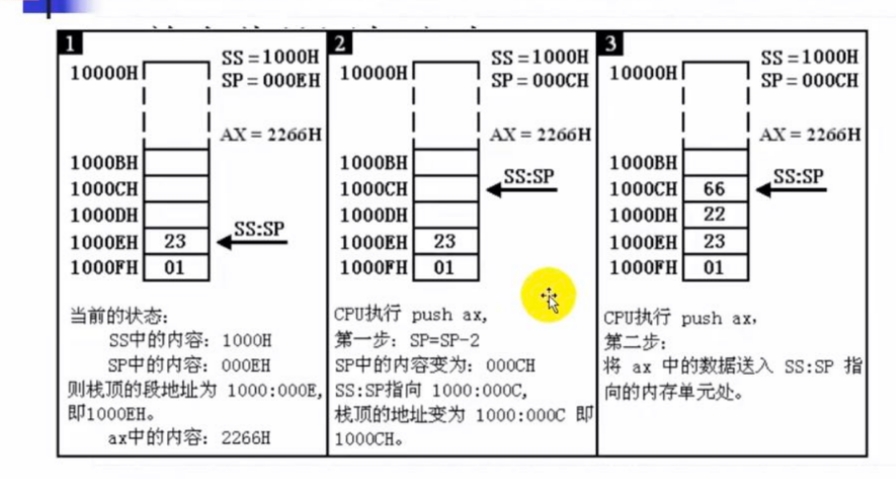 1
SS=1000H
SP=000EH
10000H
AX=2266H
1000BH
1000CH
1000DH
SS:SP
1000EH 23
1000FH 01
当前的状态:
SS中的内容: 1000H
SP中的内容: 000EH
则栈顶的段地址为 1000:000E,
即1000EH。
ax中的内容: 2266H
2
SS=1000H
SP=000CH
10000H
AX=2266H
1000BH
SS:SP
1000CH
1000DH
1000EH 23
1000FH 01
CPU执行 push ax,
第一步: SP=SP-2
SP中的内容变为: 000CH
SS:SP指向 1000:000C,
栈顶的地址变为 1000:000C 即
1000CH。
3
SS=1000H
SP=000CH
10000H
AX=2266H
1000BH
SS:SP
1000CH 66
1000DH 22
1000EH 23
1000FH 01
CPU执行 push ax,
第二步:
将 ax 中的数据送入 SS:SP 指
向的内存单元处。